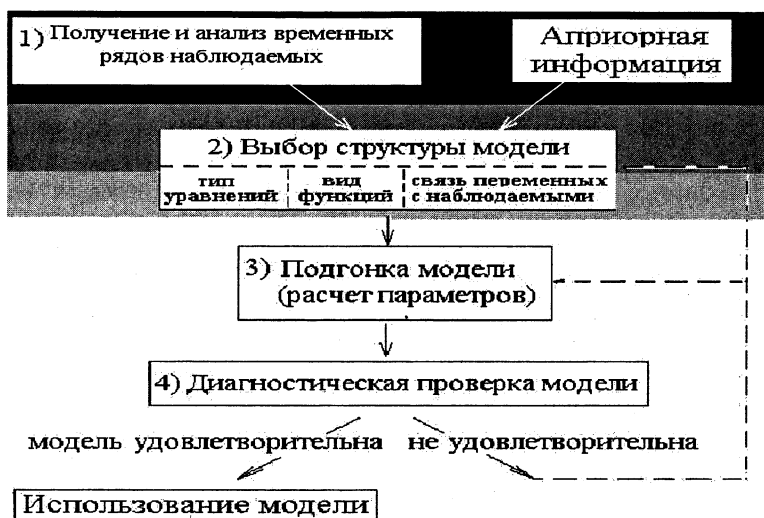 1) Получение и анализ временных
рядов наблюдаемых
Априорная
информация
2) Выбор структуры модели
тип
уравнений
вид
функций
связь переменных
с наблюдаемыми
3) Подгонка модели
(расчет параметров)
4) Диагностическая проверка модели
модель удовлетворительна
не удовлетворительна
Использование модели